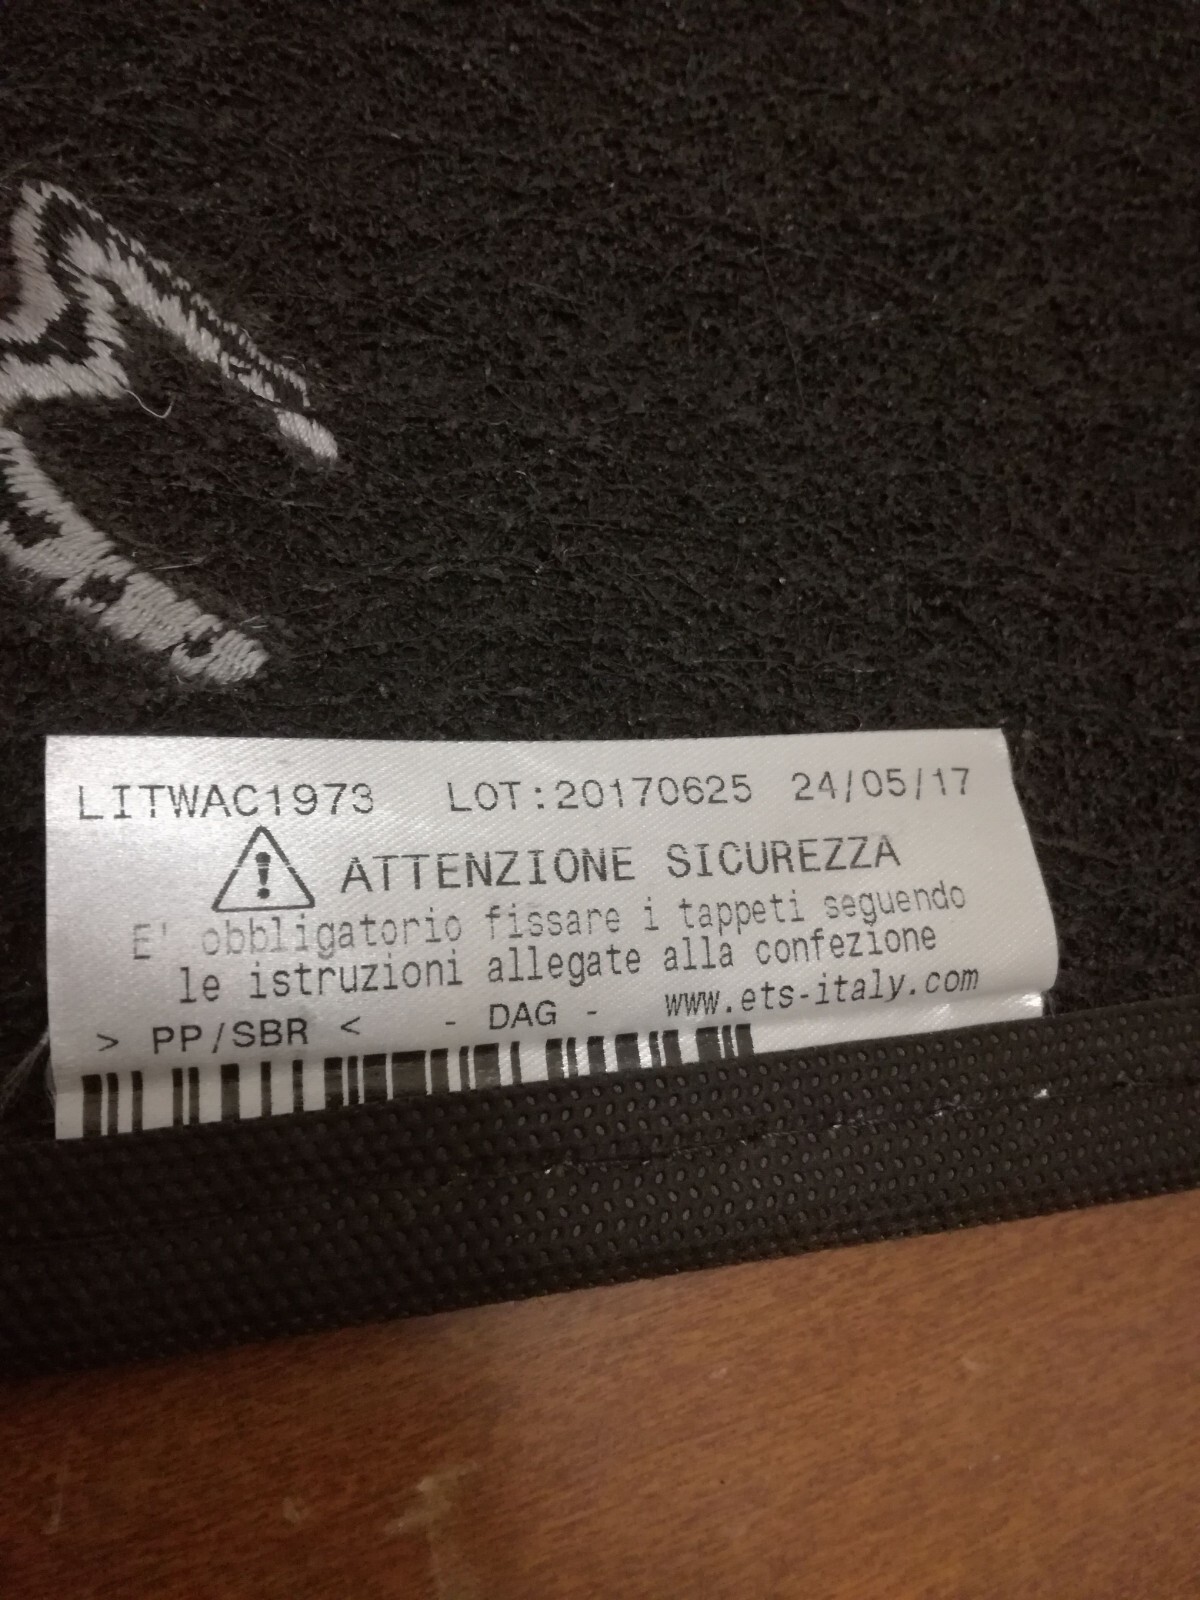 LITWAC1973 LOT:20170625 24/05/17
ATTENZIONE SICUREZZA
E' obbligatorio fissare i tappeti seguendo
le istruzioni allegate alla confezione
> PP/SBR < - DAG - www.ets-italy.com